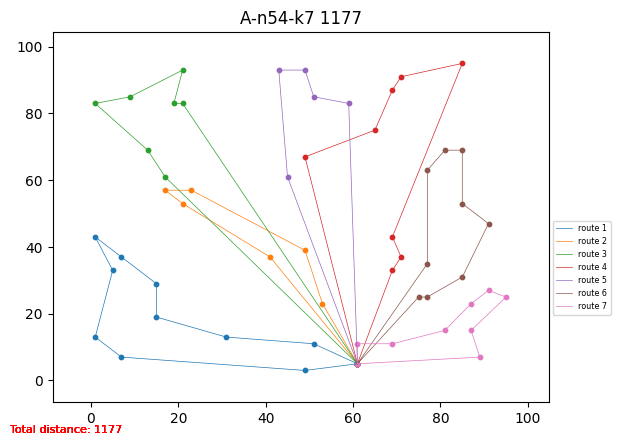 A-n54-k7 1177
100
80
60
40
20
0
0 20 40 60 80 100
route 1
route 2
route 3
route 4
route 5
route 6
route 7
Total distance: 1177